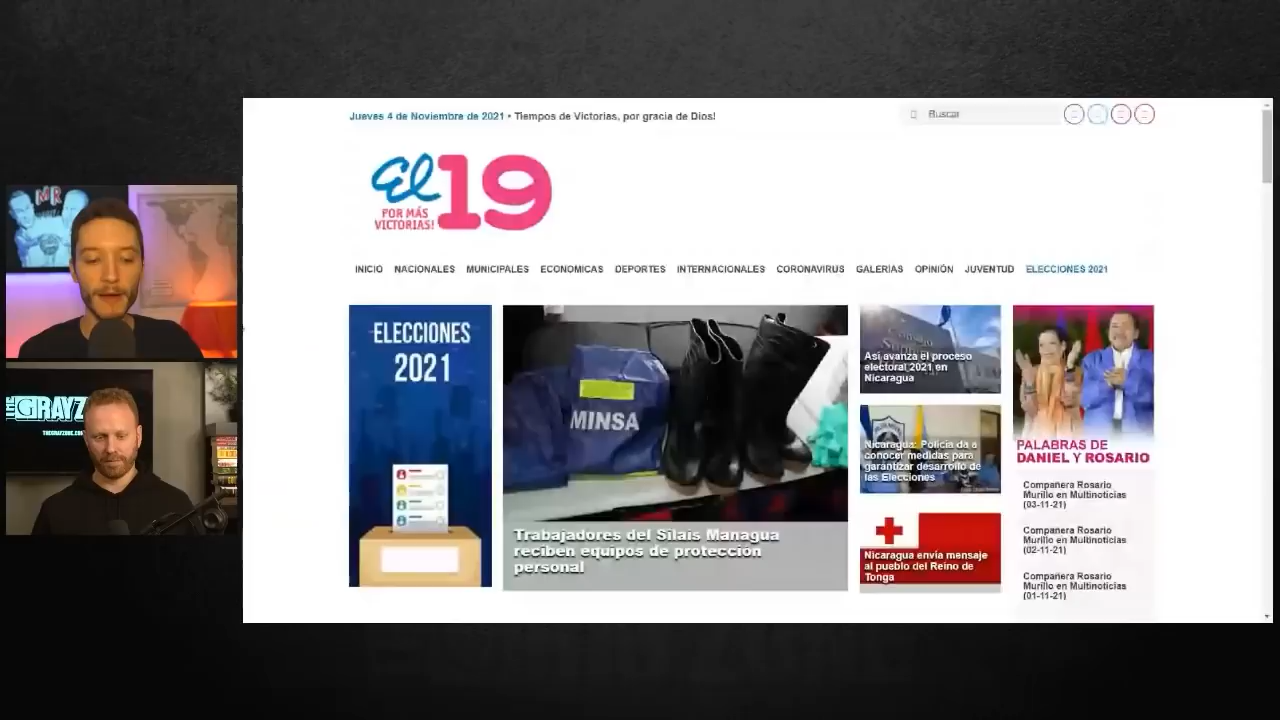 Jueves 4 de Noviembre de 2021 • Tiempos de Victorias, por gracia de Dios!
Buscar
El 19
POR MÁS
VICTORIAS!
INICIO NACIONALES MUNICIPALES ECONOMICAS DEPORTES INTERNACIONALES CORONAVIRUS GALERÍAS OPINIÓN JUVENTUD ELECCIONES 2021
ELECCIONES
2021
MINSA
Trabajadores del Silais Managua
reciben equipos de protección
personal
Así avanza el proceso
electoral 2021 en
Nicaragua
Nicaragua: Policía da a
conocer medidas para
garantizar desarrollo de
las Elecciones
Nicaragua envía mensaje
al pueblo del Reino de
Tonga
PALABRAS DE
DANIEL Y ROSARIO
Compañera Rosario
Murillo en Multinoticias
(03-11-21)
Compañera Rosario
Murillo en Multinoticias
(02-11-21)
Compañera Rosario
Murillo en Multinoticias
(01-11-21)
MR
GRAYZ